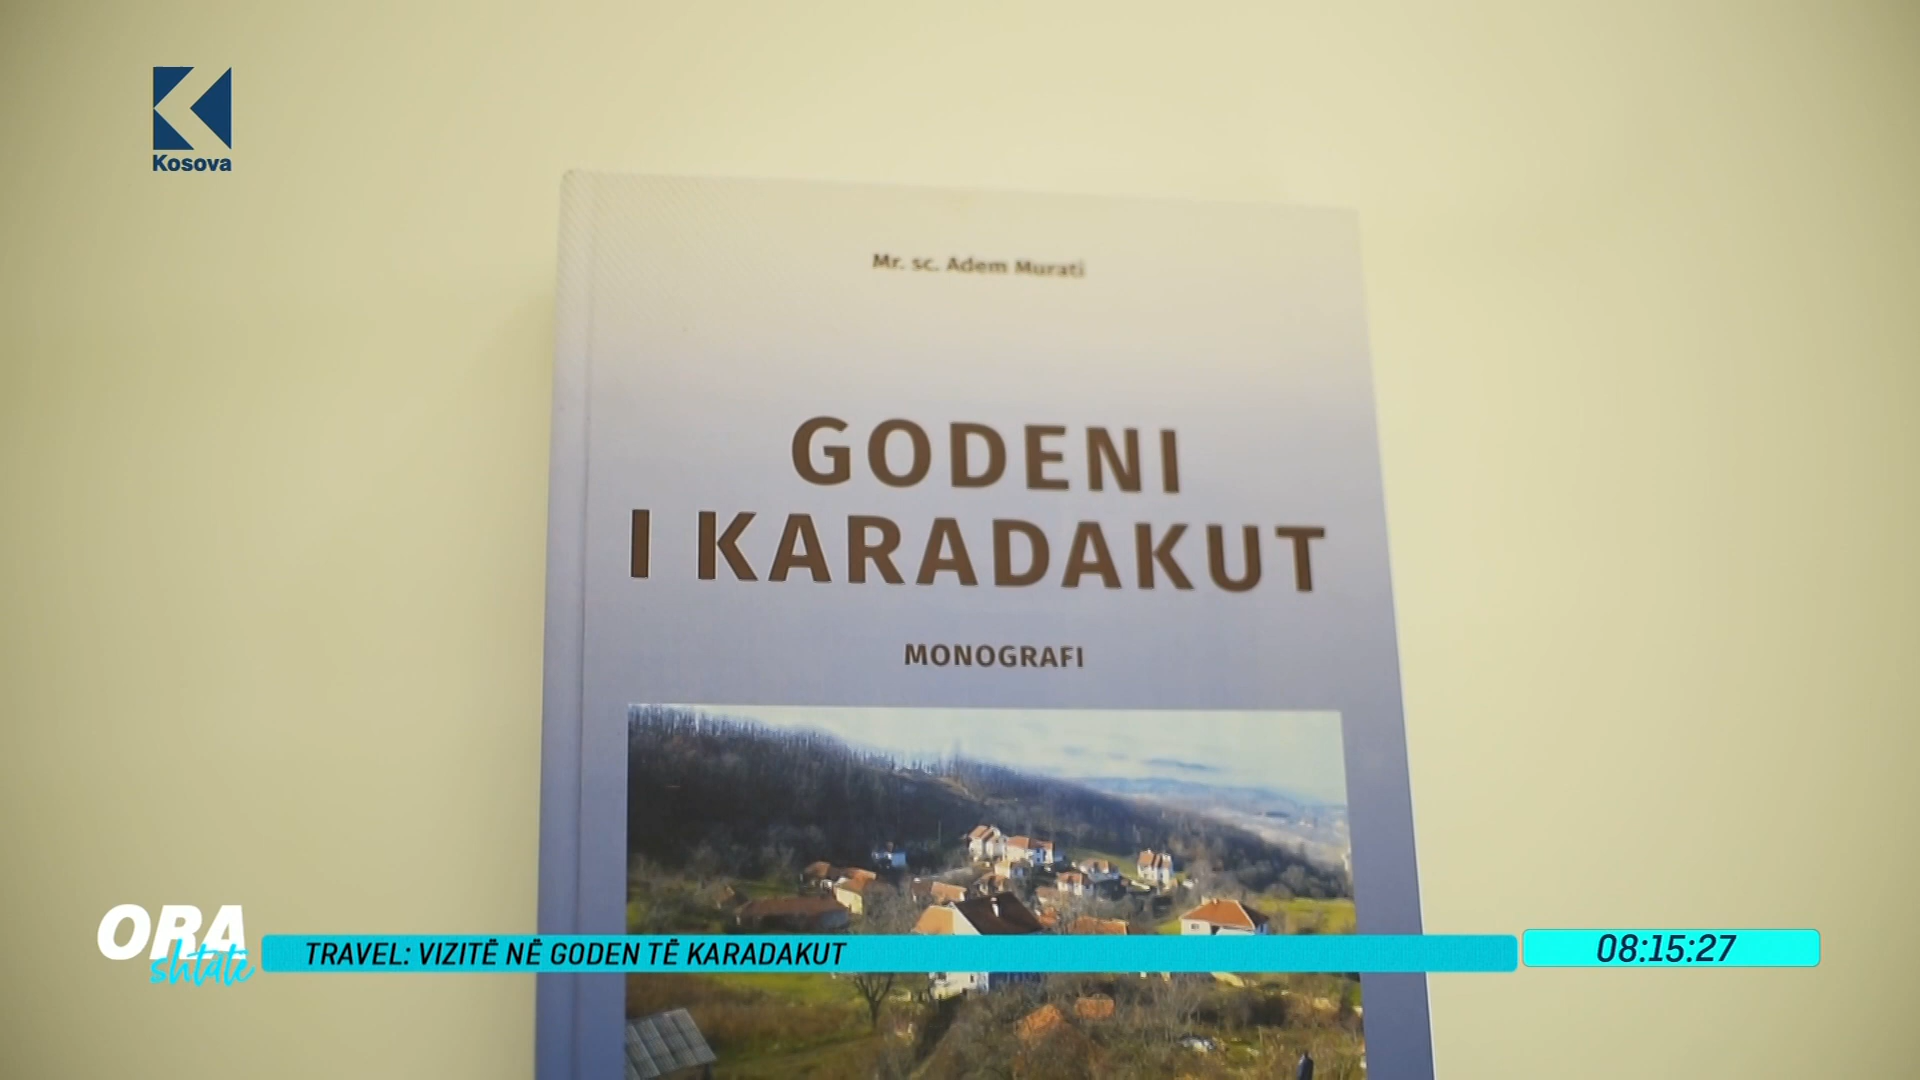 Kosova
Mr. sc. Adem Murati
GODENI
I KARADAKUT
MONOGRAFI
ORA
shtatë
TRAVEL: VIZITË NË GODEN TË KARADAKUT
08:15:27